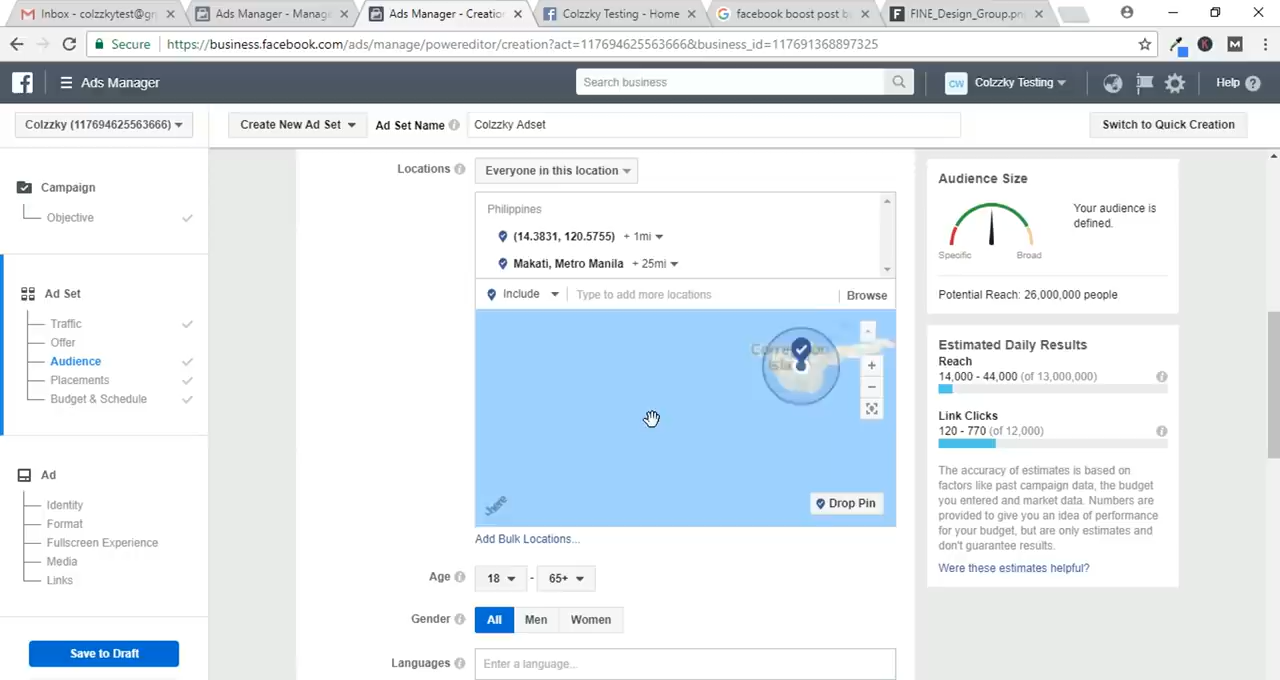 Inbox - colzzkytest@gm
Ads Manager - Manage
Ads Manager - Creation
Colzzky Testing - Home
facebook boost post b
FINE_Design_Group.pn
Secure
https://business.facebook.com/ads/manage/powereditor/creation?act=117694625563666&business_id=117691368897325
Ads Manager
Search business
CW
Colzzky Testing
Help
Colzzky (117694625563666)
Create New Ad Set
Ad Set Name
Colzzky Adset
Switch to Quick Creation
Campaign
Objective
Ad Set
Traffic
Offer
Audience
Placements
Budget & Schedule
Ad
Identity
Format
Fullscreen Experience
Media
Links
Save to Draft
Locations
Everyone in this location
Philippines
(14.3831, 120.5755) + 1mi
Makati, Metro Manila + 25mi
Include
Type to add more locations
Browse
here
Drop Pin
Add Bulk Locations...
Age
18 - 65+
Gender
All Men Women
Languages
Enter a language...
Audience Size
Your audience is
defined.
Specific
Broad
Potential Reach: 26,000,000 people
Estimated Daily Results
Reach
14,000 - 44,000 (of 13,000,000)
Link Clicks
120 - 770 (of 12,000)
The accuracy of estimates is based on
factors like past campaign data, the budget
you entered and market data. Numbers are
provided to give you an idea of performance
for your budget, but are only estimates and
don't guarantee results.
Were these estimates helpful?